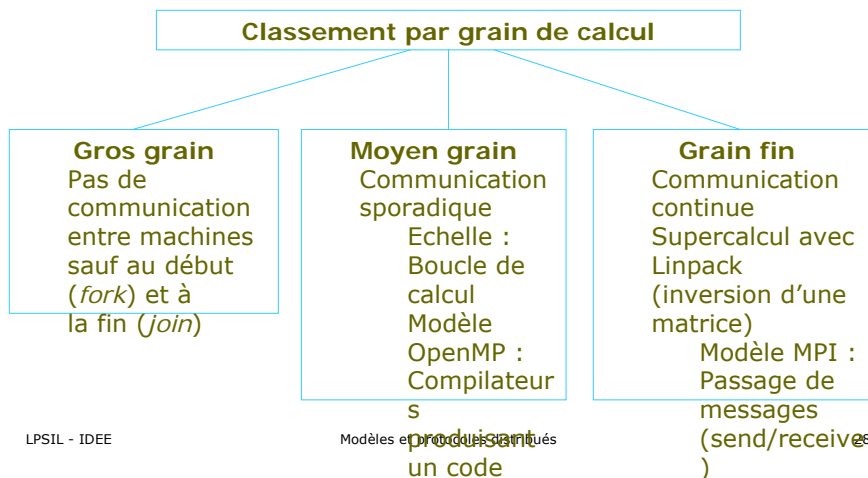 Classement par grain de calcul
Gros grain
Pas de
communication
entre machines
sauf au début
(fork) et à
la fin (join)
Moyen grain
Communication
sporadique
Echelle :
Boucle de
calcul
Modèle
OpenMP :
Compilateur
s
produisant
un code
Grain fin
Communication
continue
Supercalcul avec
Linpack
(inversion d’une
matrice)
Modèle MPI :
Passage de
messages
(send/receive
)
LPSIL - IDEE
Modèles et protocoles distribués
28